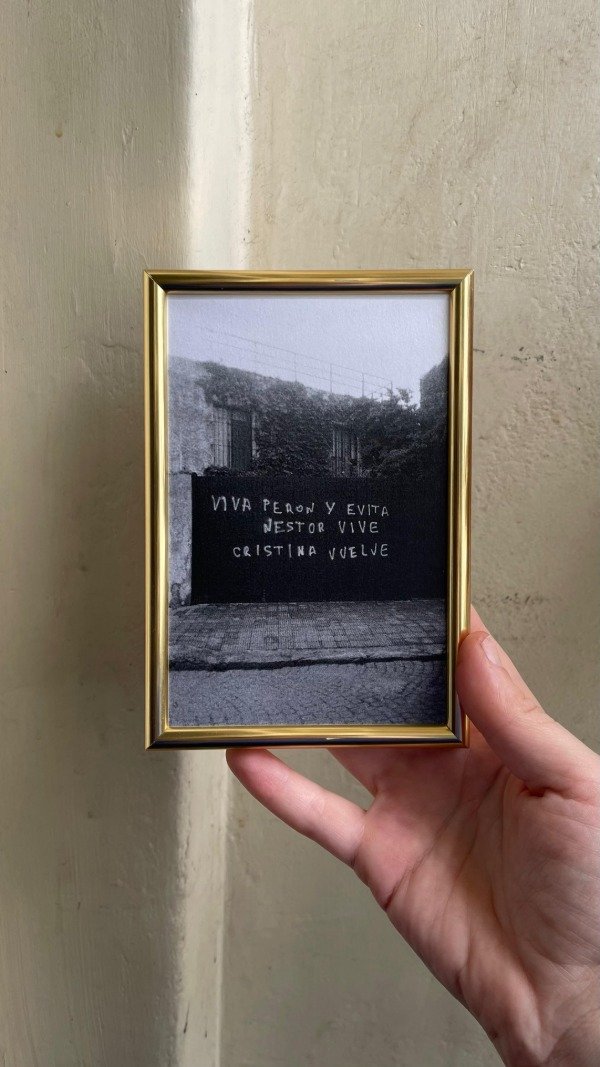 VIVA PERON Y EVITA
NESTOR VIVE
CRISTINA VUELVE